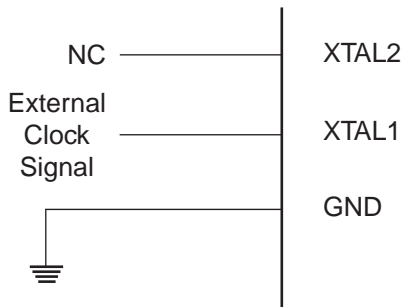 NC
XTAL2
External
Clock
Signal
XTAL1
GND